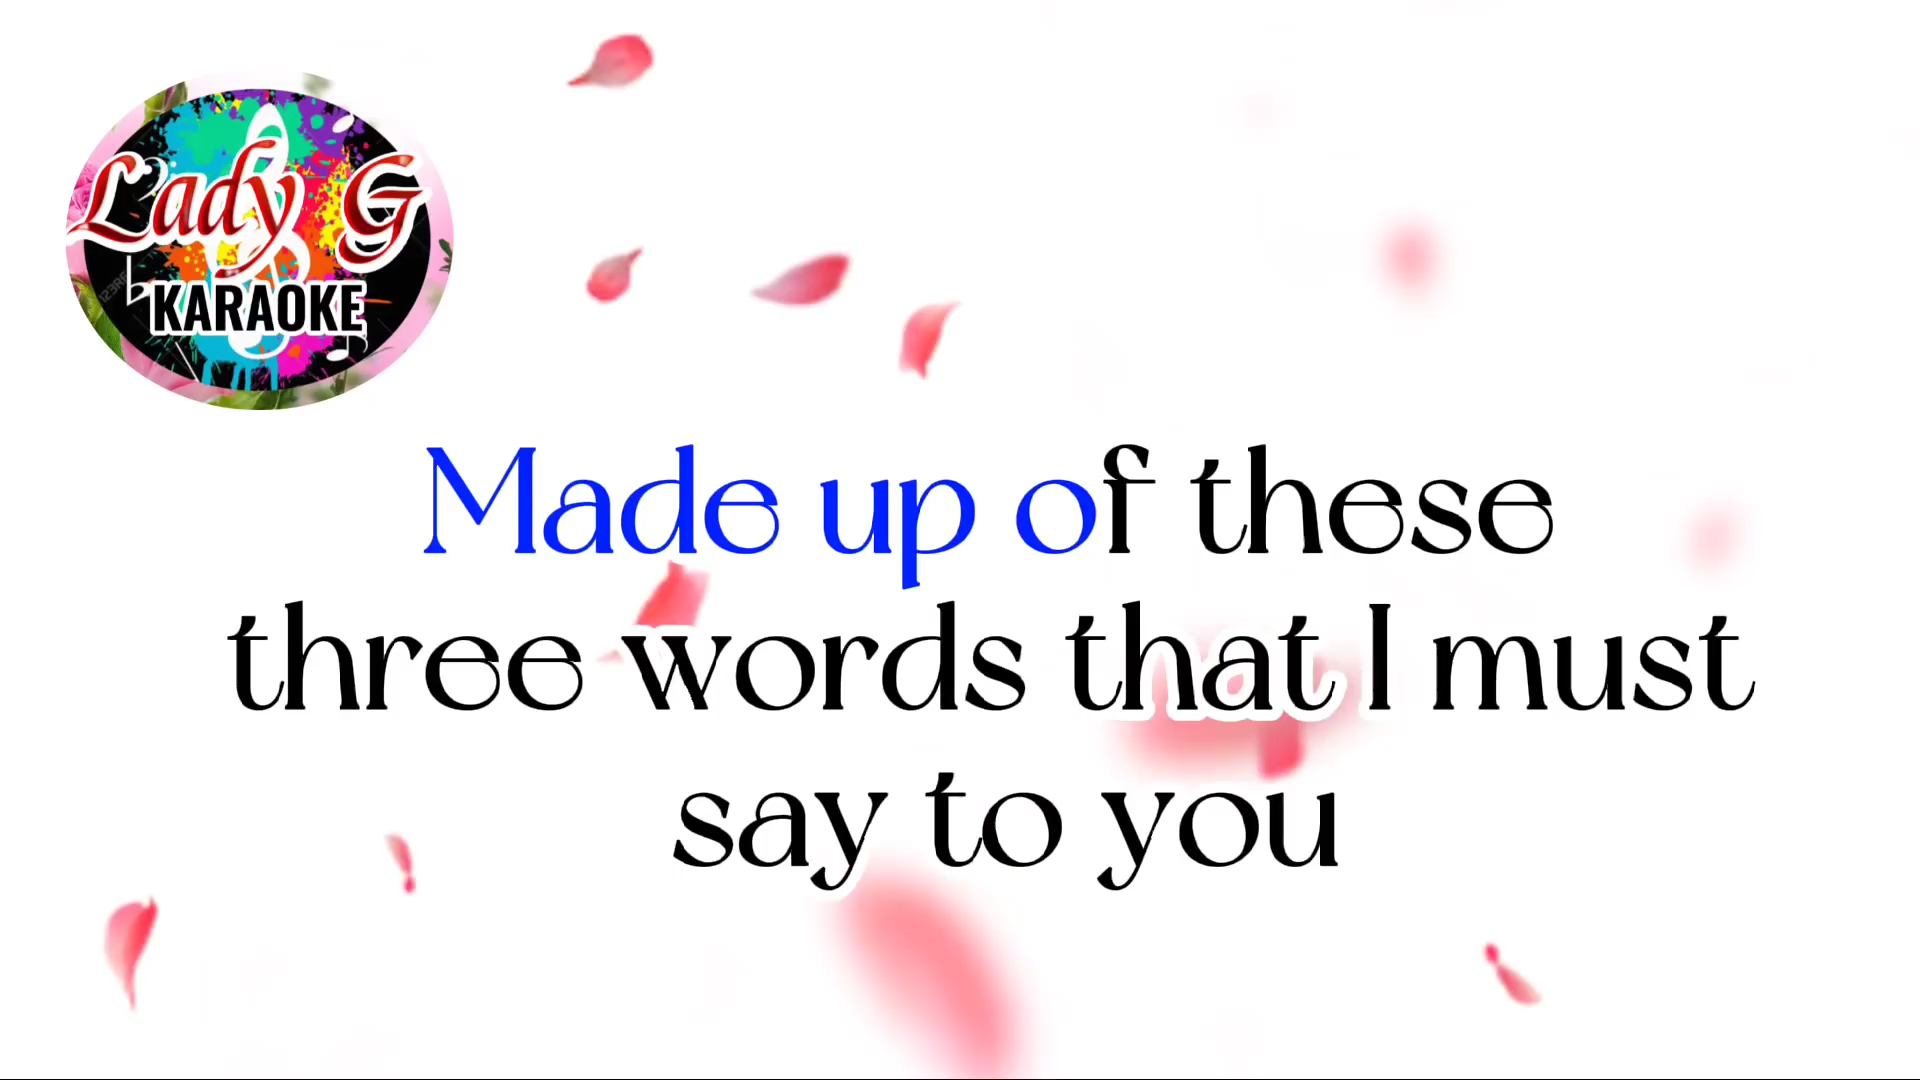 Lady G
KARAOKE
Made up of these
three words that I must
say to you